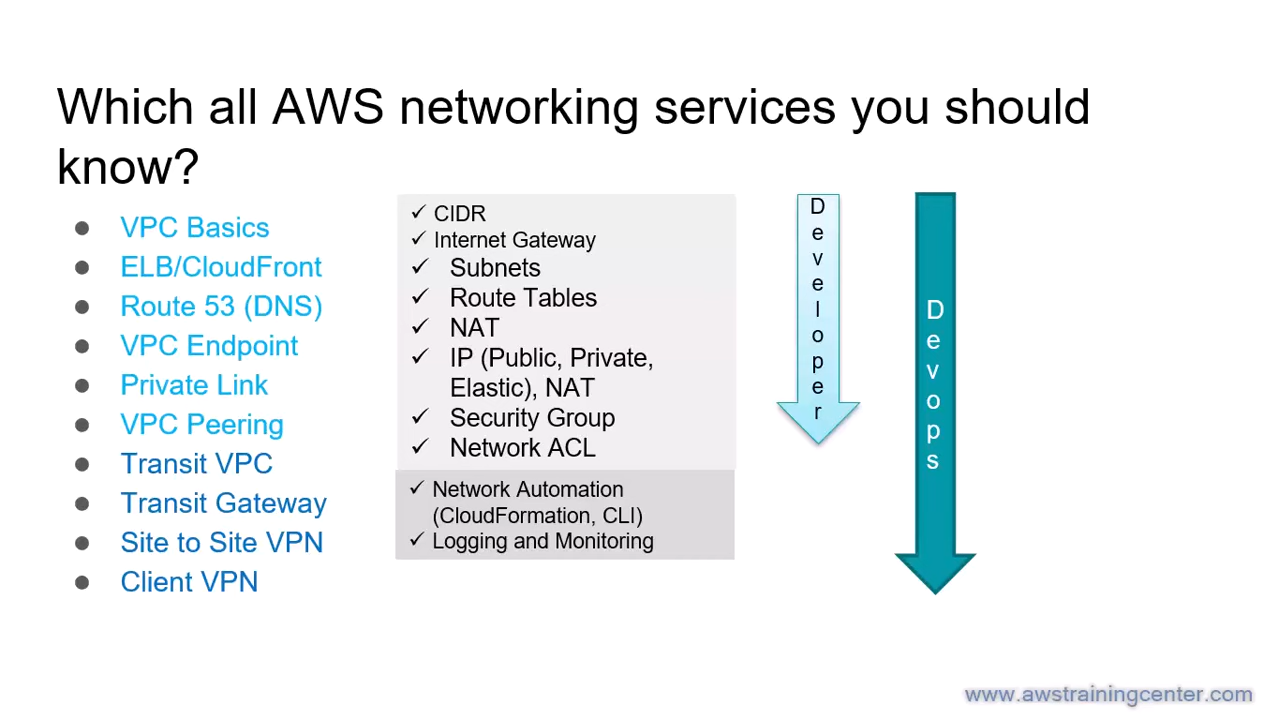 Which all AWS networking services you should
know?
● VPC Basics
● ELB/CloudFront
● Route 53 (DNS)
● VPC Endpoint
● Private Link
● VPC Peering
● Transit VPC
● Transit Gateway
● Site to Site VPN
● Client VPN
✓ CIDR
✓ Internet Gateway
✓ Subnets
✓ Route Tables
✓ NAT
✓ IP (Public, Private,
Elastic), NAT
✓ Security Group
✓ Network ACL
✓ Network Automation
(CloudFormation, CLI)
✓ Logging and Monitoring
Developer
Devops
www.awstrainingcenter.com